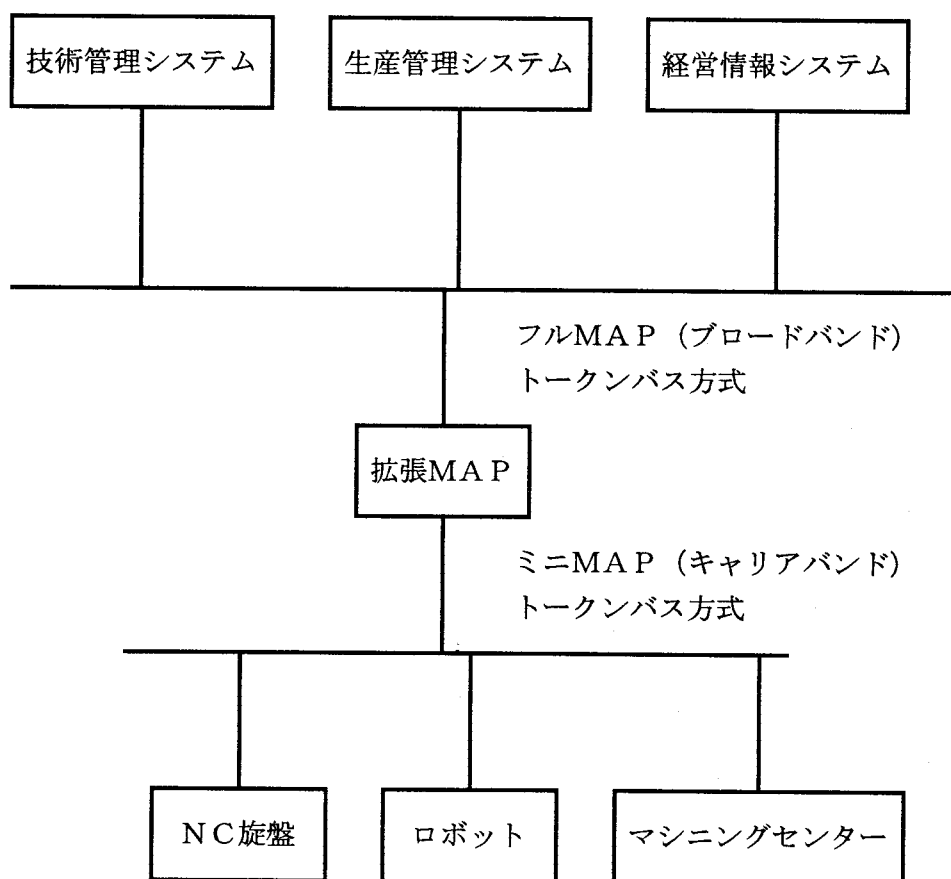 技術管理システム
生産管理システム
経営情報システム
フルMAP（ブロードバンド）
トークンバス方式
拡張MAP
ミニMAP（キャリアバンド）
トークンバス方式
NC旋盤
ロボット
マシニングセンター